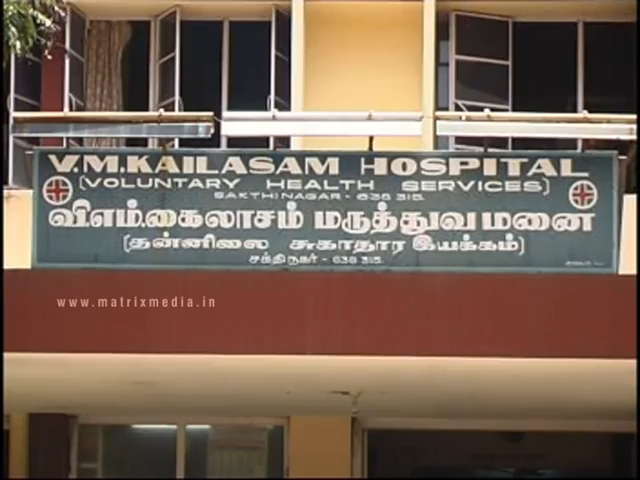 V.M.KAILASAM HOSPITAL
(VOLUNTARY HEALTH SERVICES)
SAKTHINAGAR - 638 315.
வி.எம்.கைலாசம் மருத்துவ மனை
(தன்னிலை சுகாதார இயக்கம்)
சக்திநகர் - 638 315.
www.matrixmedia.in